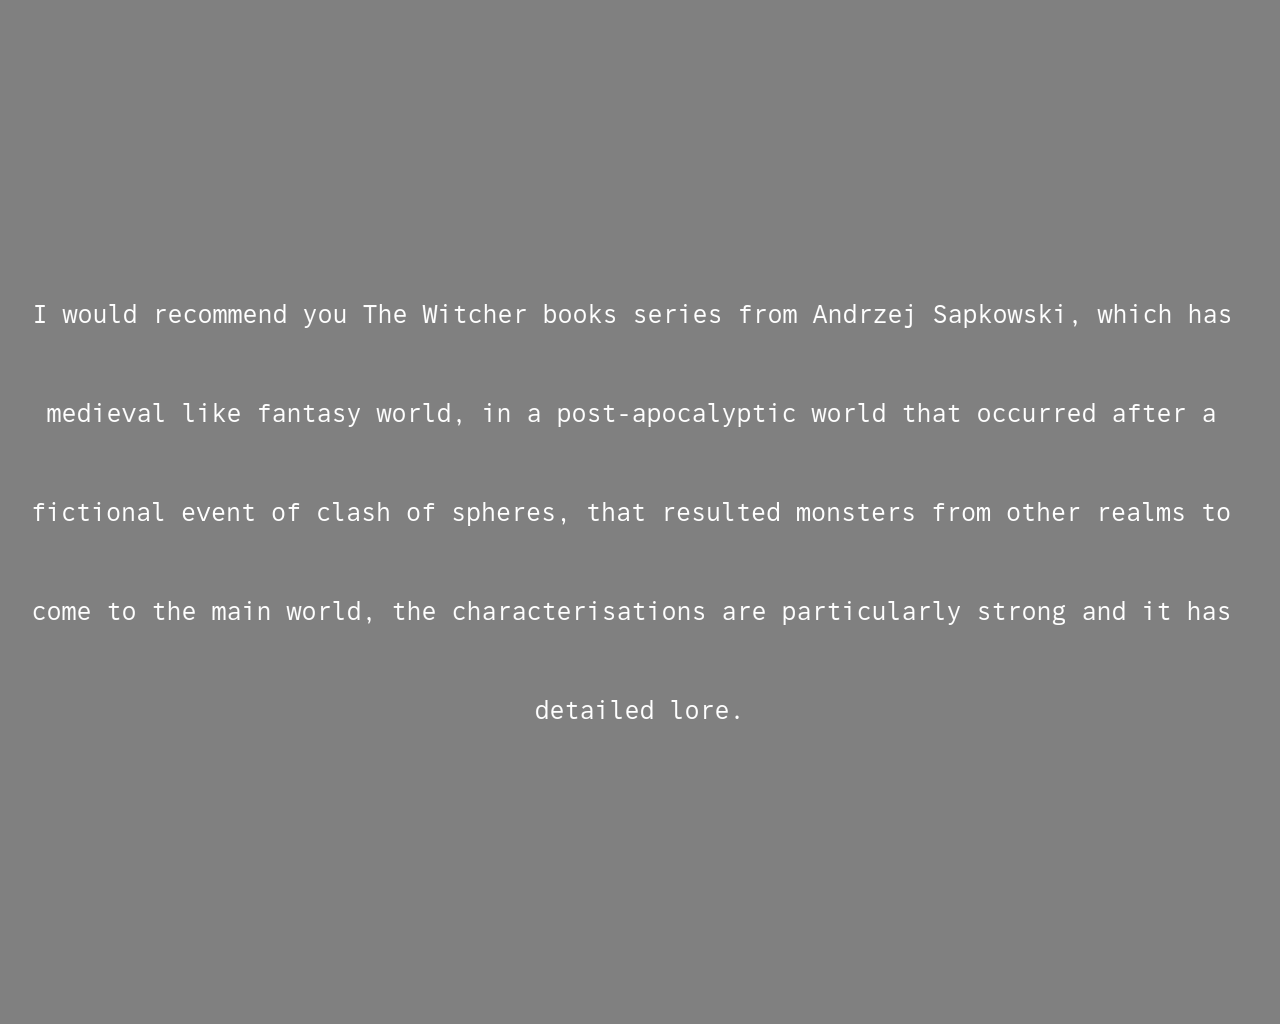 I would recommend you The Witcher books series from Andrzej Sapkowski, which has
medieval like fantasy world, in a post-apocalyptic world that occurred after a
fictional event of clash of spheres, that resulted monsters from other realms to
come to the main world, the characterisations are particularly strong and it has
detailed lore.